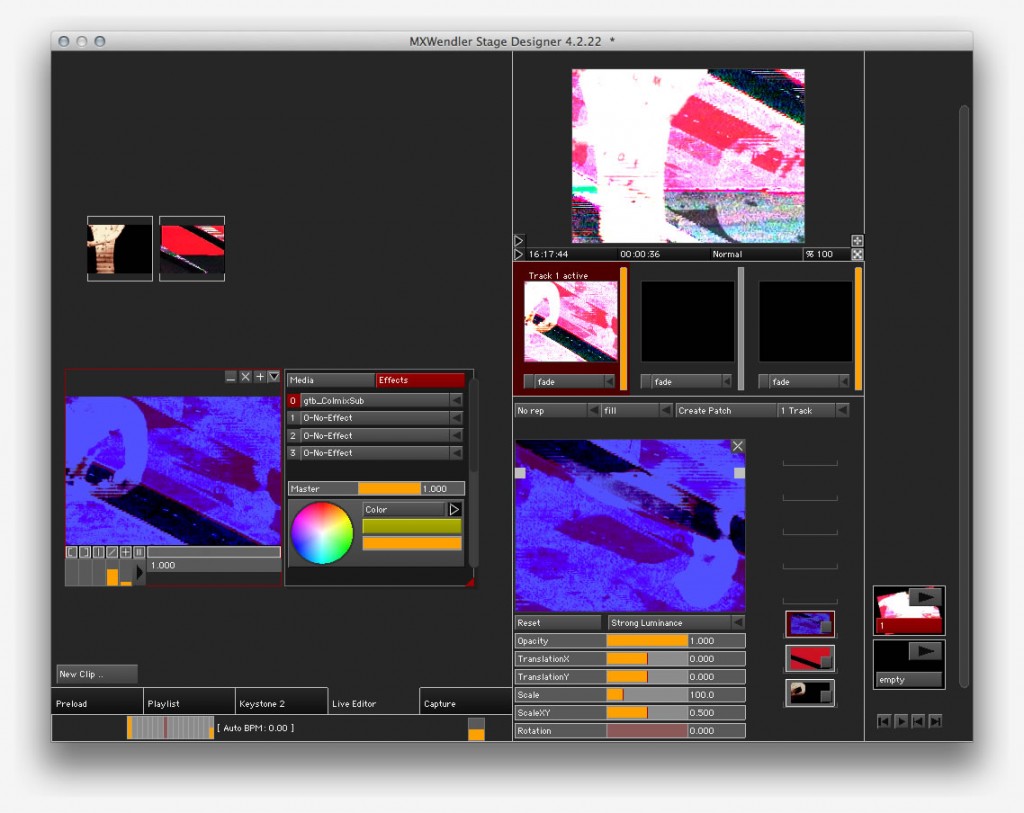 MXWendler Stage Designer 4.2.22 *
16:17:44 00:00:36 Normal % 100
Track 1 active
fade fade fade
No rep fill Create Patch 1 Track
Media Effects
0 gtb_ColmixSub
1 0-No-Effect
2 0-No-Effect
3 0-No-Effect
Master 1.000
Color
1.000
Reset Strong Luminance
Opacity 1.000
TranslationX 0.000
TranslationY 0.000
Scale 100.0
ScaleXY 0.500
Rotation 0.000
1
empty
New Clip ..
Preload Playlist Keystone 2 Live Editor Capture
[ Auto BPM: 0.00 ]